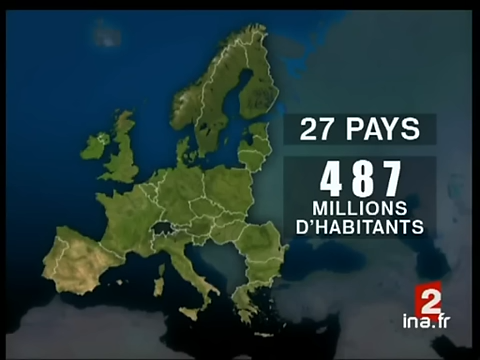 27 PAYS
487
MILLIONS
D'HABITANTS
2
ina.fr